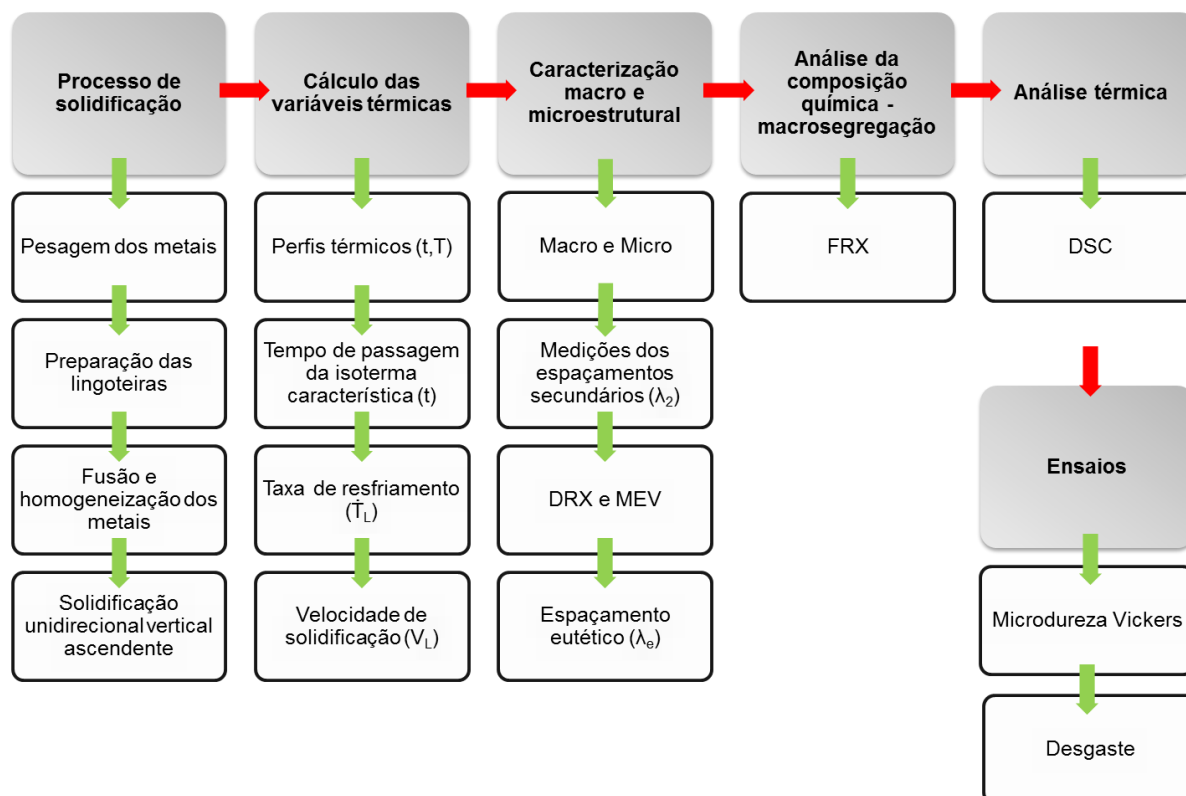 Processo de
solidificação
Pesagem dos metais
Preparação das
lingoteiras
Fusão e
homogeneização dos
metais
Solidificação
unidirecional vertical
ascendente
Cálculo das
variáveis térmicas
Perfis térmicos (t,T)
Tempo de passagem
da isoterma
característica (t)
Taxa de resfriamento
(Ṫ_L)
Velocidade de
solidificação (V_L)
Caracterização
macro e
microestrutural
Macro e Micro
Medições dos
espaçamentos
secundários (λ₂)
DRX e MEV
Espaçamento
eutético (λₑ)
Análise da
composição
química -
macrosegregação
FRX
Análise térmica
DSC
Ensaios
Microdureza Vickers
Desgaste